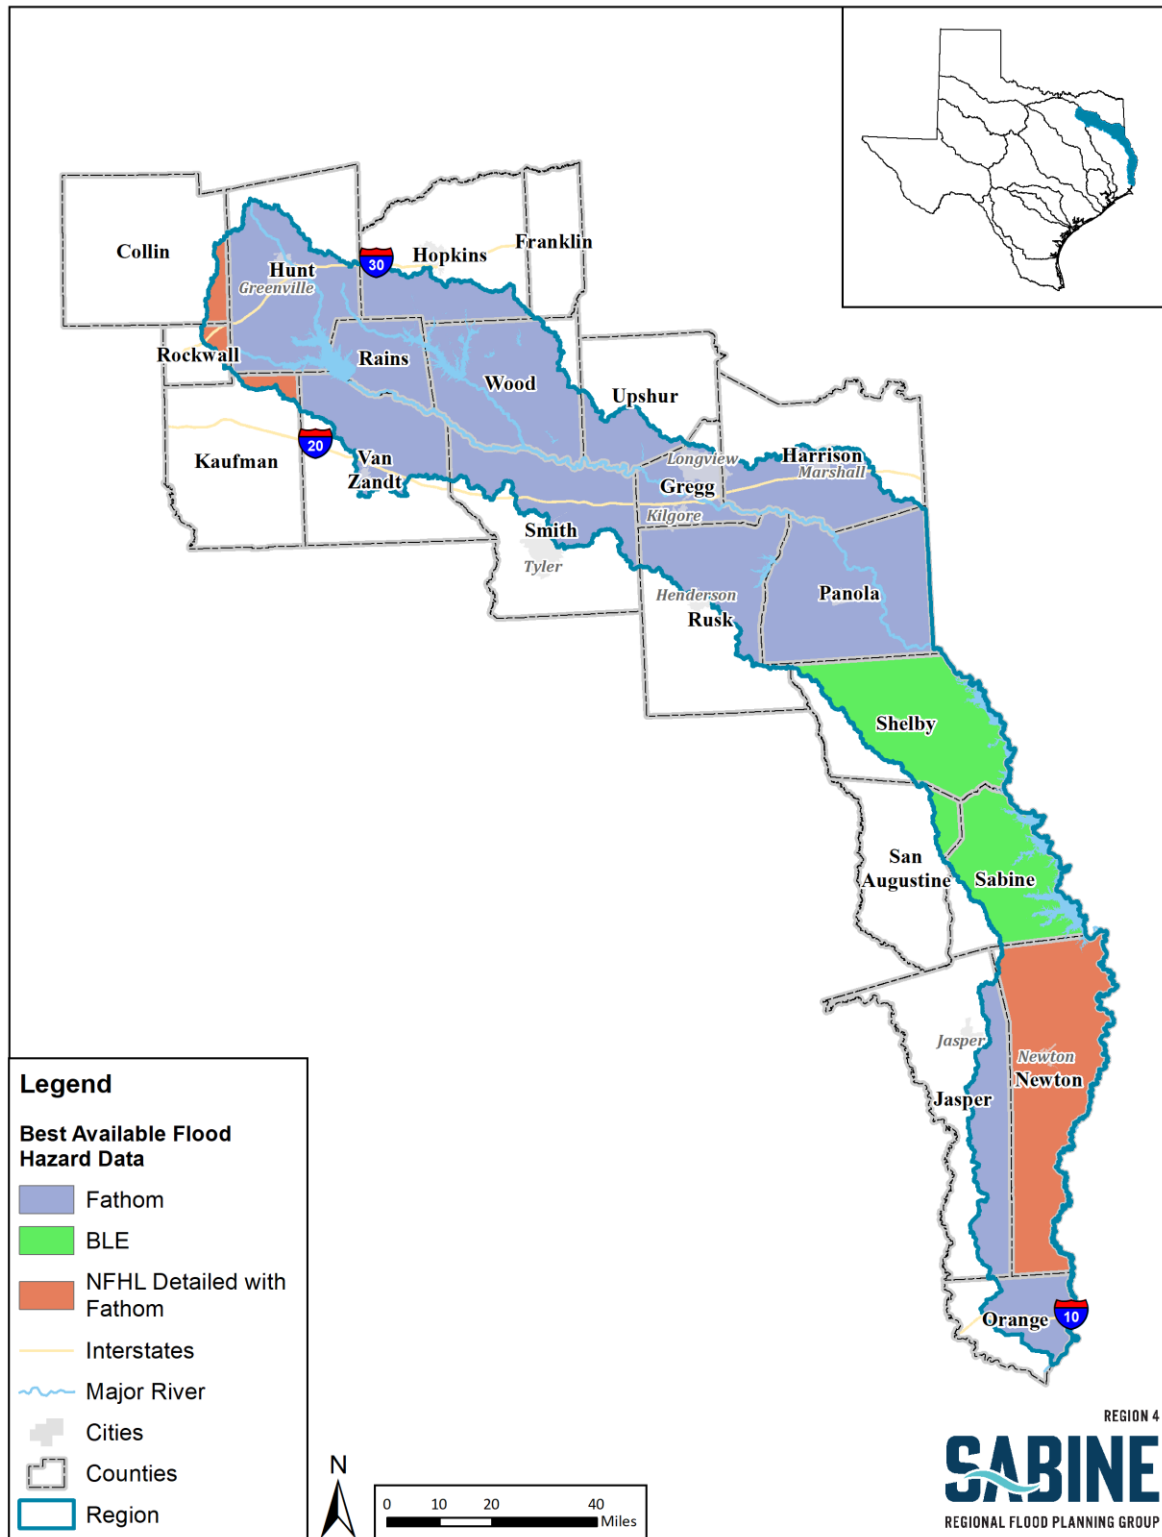 Collin
Hunt
Greenville
30
Hopkins
Franklin
Rockwall
Rains
Wood
Upshur
Kaufman
20
Van
Zandt
Longview
Gregg
Kilgore
Harrison
Marshall
Smith
Tyler
Henderson
Rusk
Panola
Shelby
San
Augustine
Sabine
Jasper
Newton
Newton
Jasper
Orange
10
Legend
Best Available Flood
Hazard Data
Fathom
BLE
NFHL Detailed with
Fathom
Interstates
Major River
Cities
Counties
Region
N
0 10 20 40
Miles
REGION 4
SABINE
REGIONAL FLOOD PLANNING GROUP